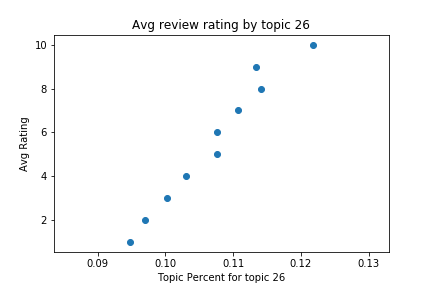 Avg review rating by topic 26
Avg Rating
10
8
6
4
2
0.09 0.10 0.11 0.12 0.13
Topic Percent for topic 26